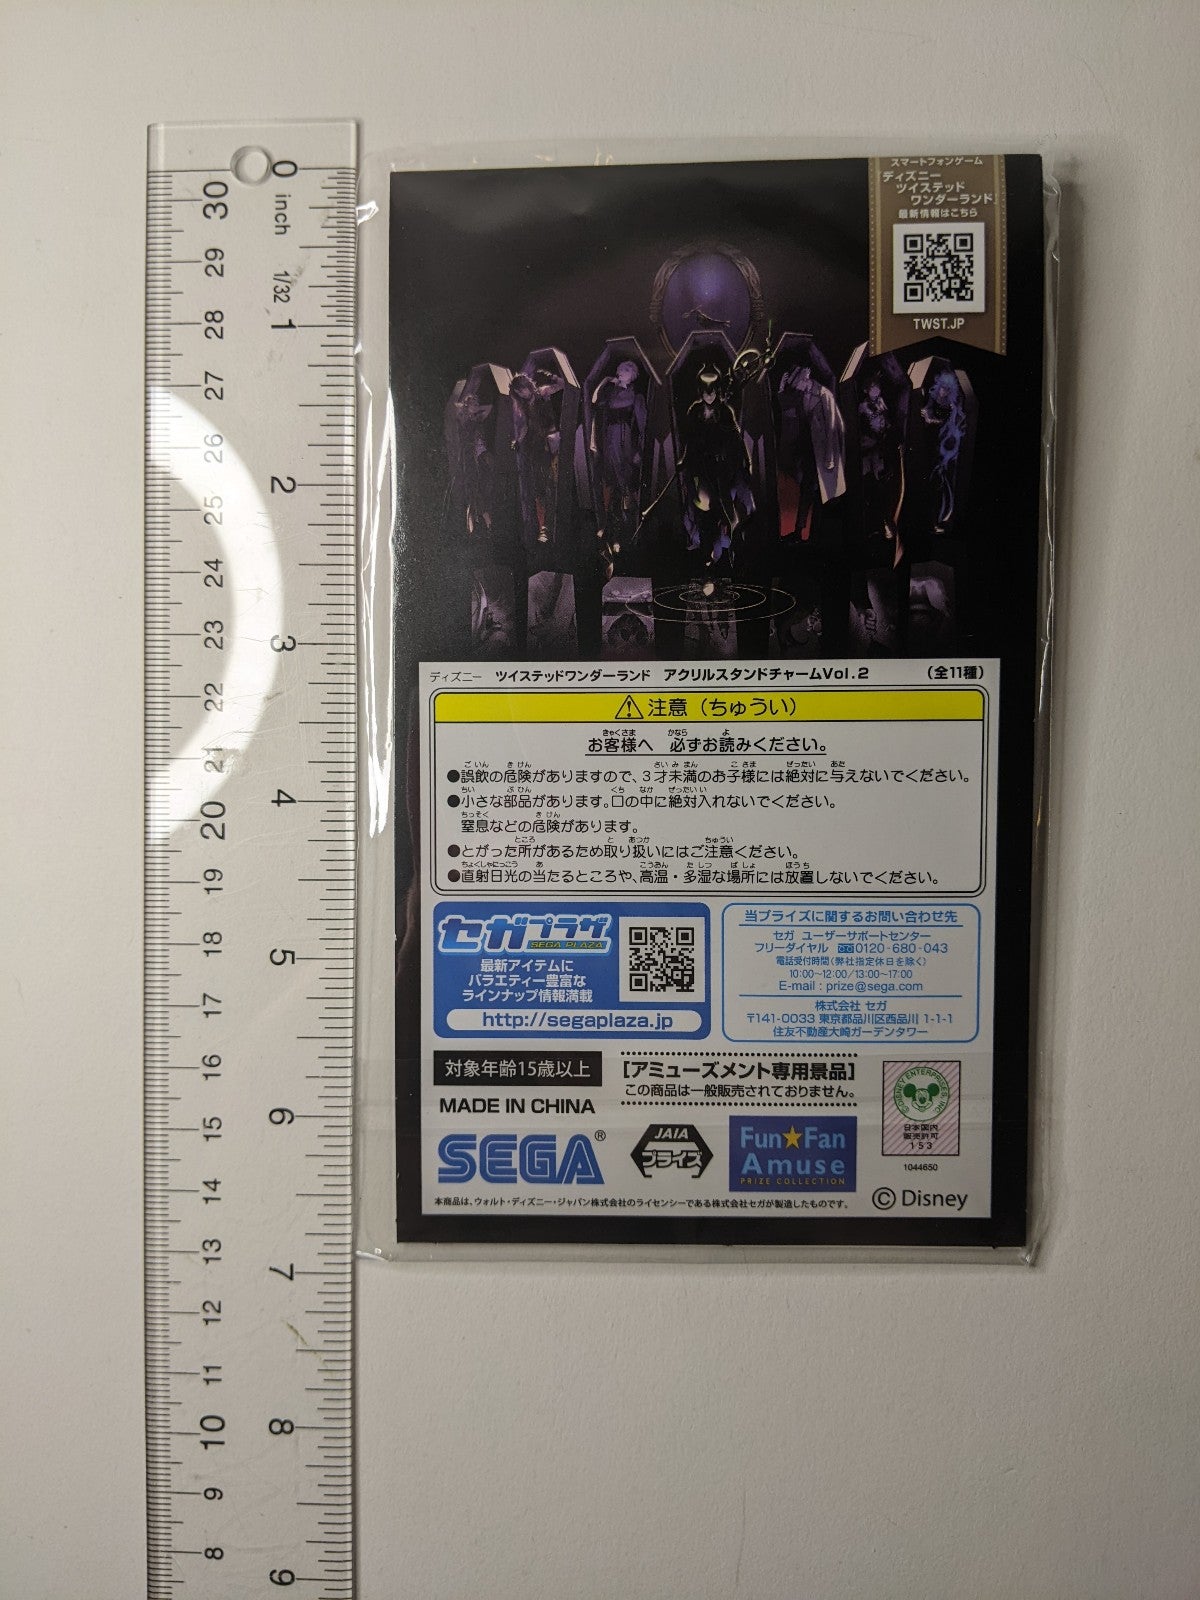 スマートフォンゲーム
ディズニー
ツイステッド
ワンダーランド
最新情報はこちら
TWST.JP
ディズニー ツイステッドワンダーランド アクリルスタンドチャームVol.2 (全11種)
注意(ちゅうい)
お客様へ 必ずお読みください。
●誤飲の危険がありますので、3才未満のお子様には絶対に与えないでください。
●小さな部品があります。口の中に絶対入れないでください。
窒息などの危険があります。
●とがった所があるため取り扱いにはご注意ください。
●直射日光の当たるところや、高温・多湿な場所には放置しないでください。
セガプラザ
SEGA PLAZA
最新アイテムに
バラエティー豊富な
ラインナップ情報満載
http://segaplaza.jp
当プライズに関するお問い合わせ先
セガ ユーザーサポートセンター
フリーダイヤル 0120-680-043
電話受付時間(弊社指定休日を除く)
10:00~12:00/13:00~17:00
E-mail : prize@sega.com
株式会社 セガ
〒141-0033 東京都品川区西品川 1-1-1
住友不動産大崎ガーデンタワー
対象年齢15歳以上
[アミューズメント専用景品]
この商品は一般販売されておりません。
MADE IN CHINA
SEGA®
JAIA
プライズ
Fun★Fan
Amuse
PRIZE COLLECTION
©DISNEY ENTERPRISES, INC.
日本国内
販売許可
153
1044650
本商品は、ウォルト・ディズニー・ジャパン株式会社のライセンシーである株式会社セガが製造したものです。
© Disney
0 inch 1/32 1 2 3 4 5 6 7 8 9
30 29 28 27 26 25 24 23 22 21 20 19 18 17 16 15 14 13 12 11 10 9 8